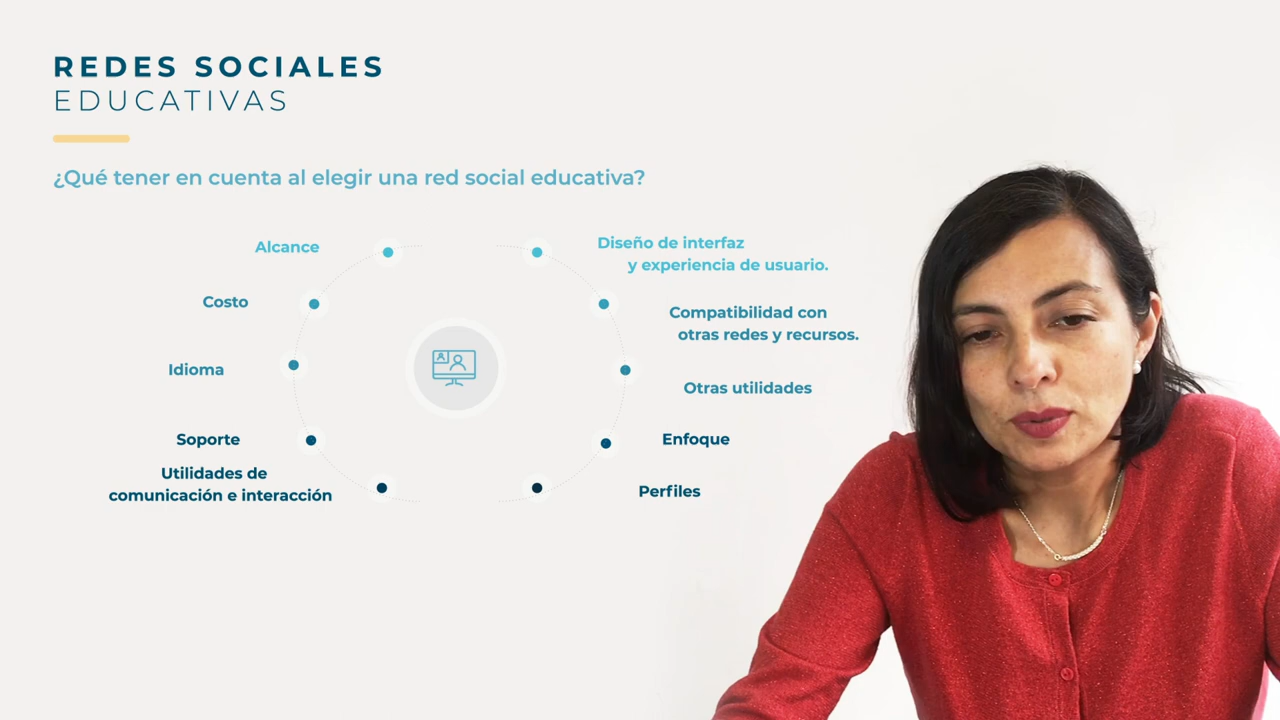 REDES SOCIALES
EDUCATIVAS
¿Qué tener en cuenta al elegir una red social educativa?
Alcance
Costo
Idioma
Soporte
Utilidades de
comunicación e interacción
Diseño de interfaz
y experiencia de usuario.
Compatibilidad con
otras redes y recursos.
Otras utilidades
Enfoque
Perfiles